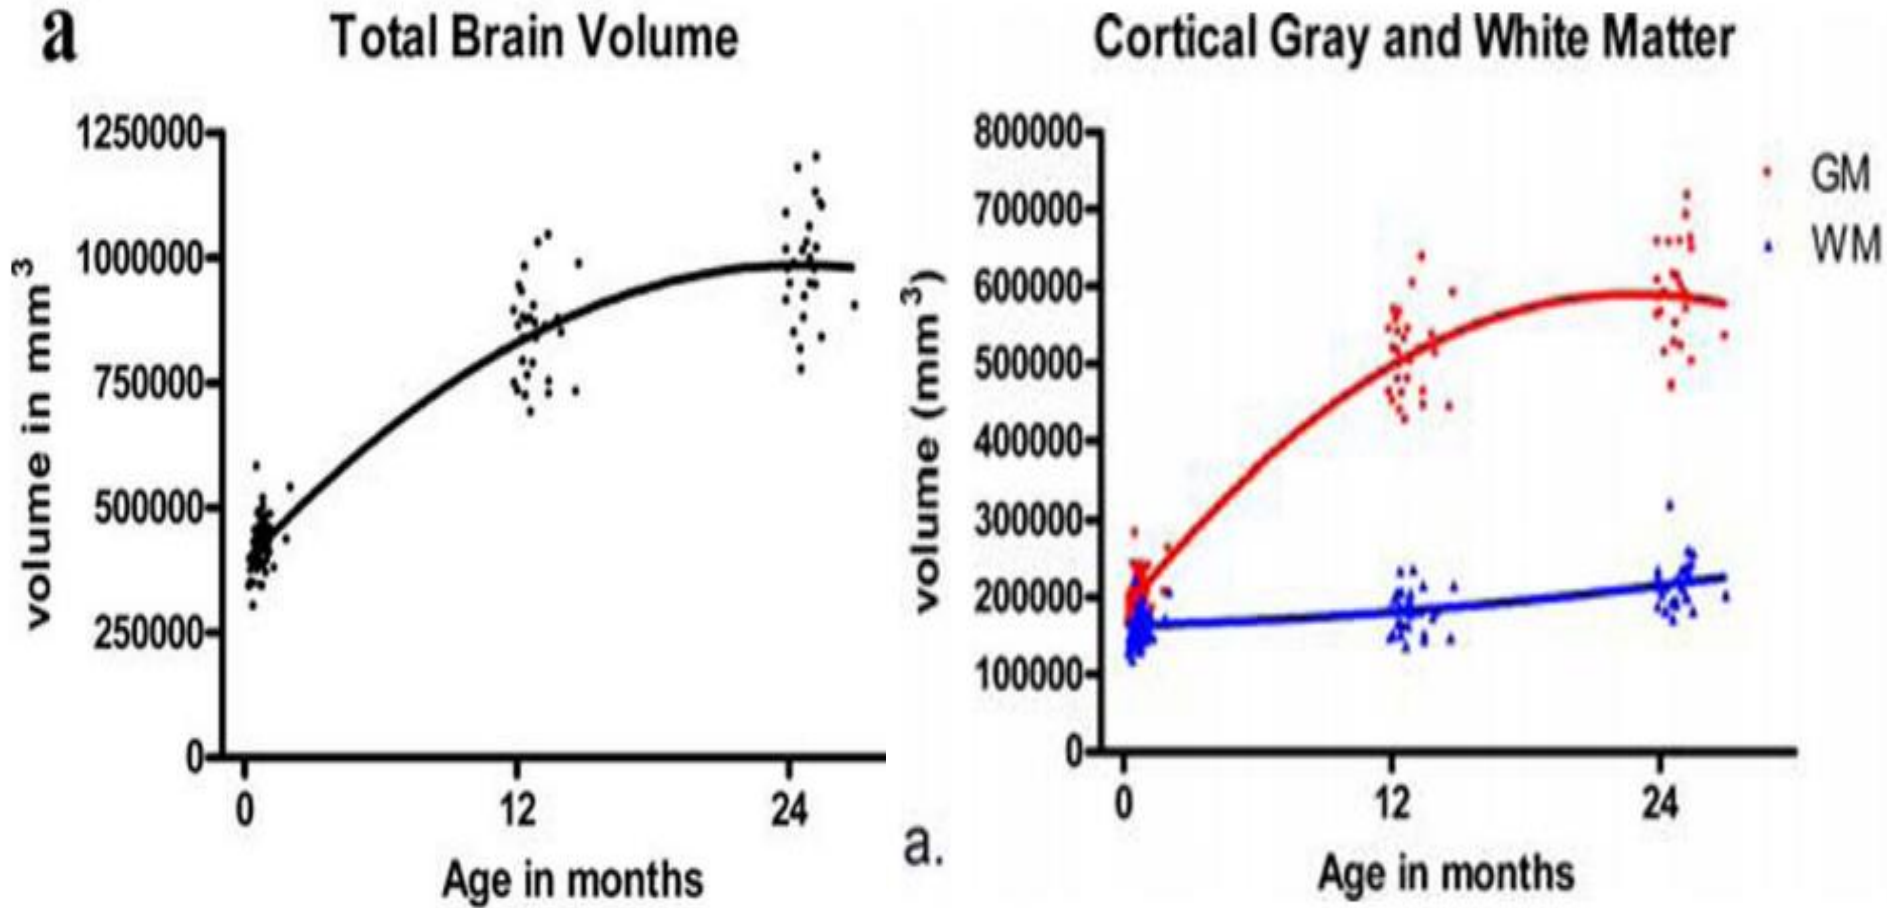 a
Total Brain Volume
volume in mm3
1250000
1000000
750000
500000
250000
0
0 12 24
Age in months
Cortical Gray and White Matter
volume (mm3)
800000
700000
600000
500000
400000
300000
200000
100000
0
0 12 24
Age in months
GM
WM
a.